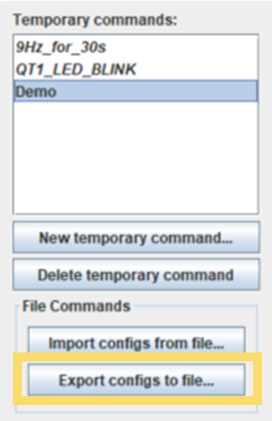 Temporary commands:
9Hz_for_30s
QT1_LED_BLINK
Demo
New temporary command...
Delete temporary command
File Commands
Import configs from file...
Export configs to file...